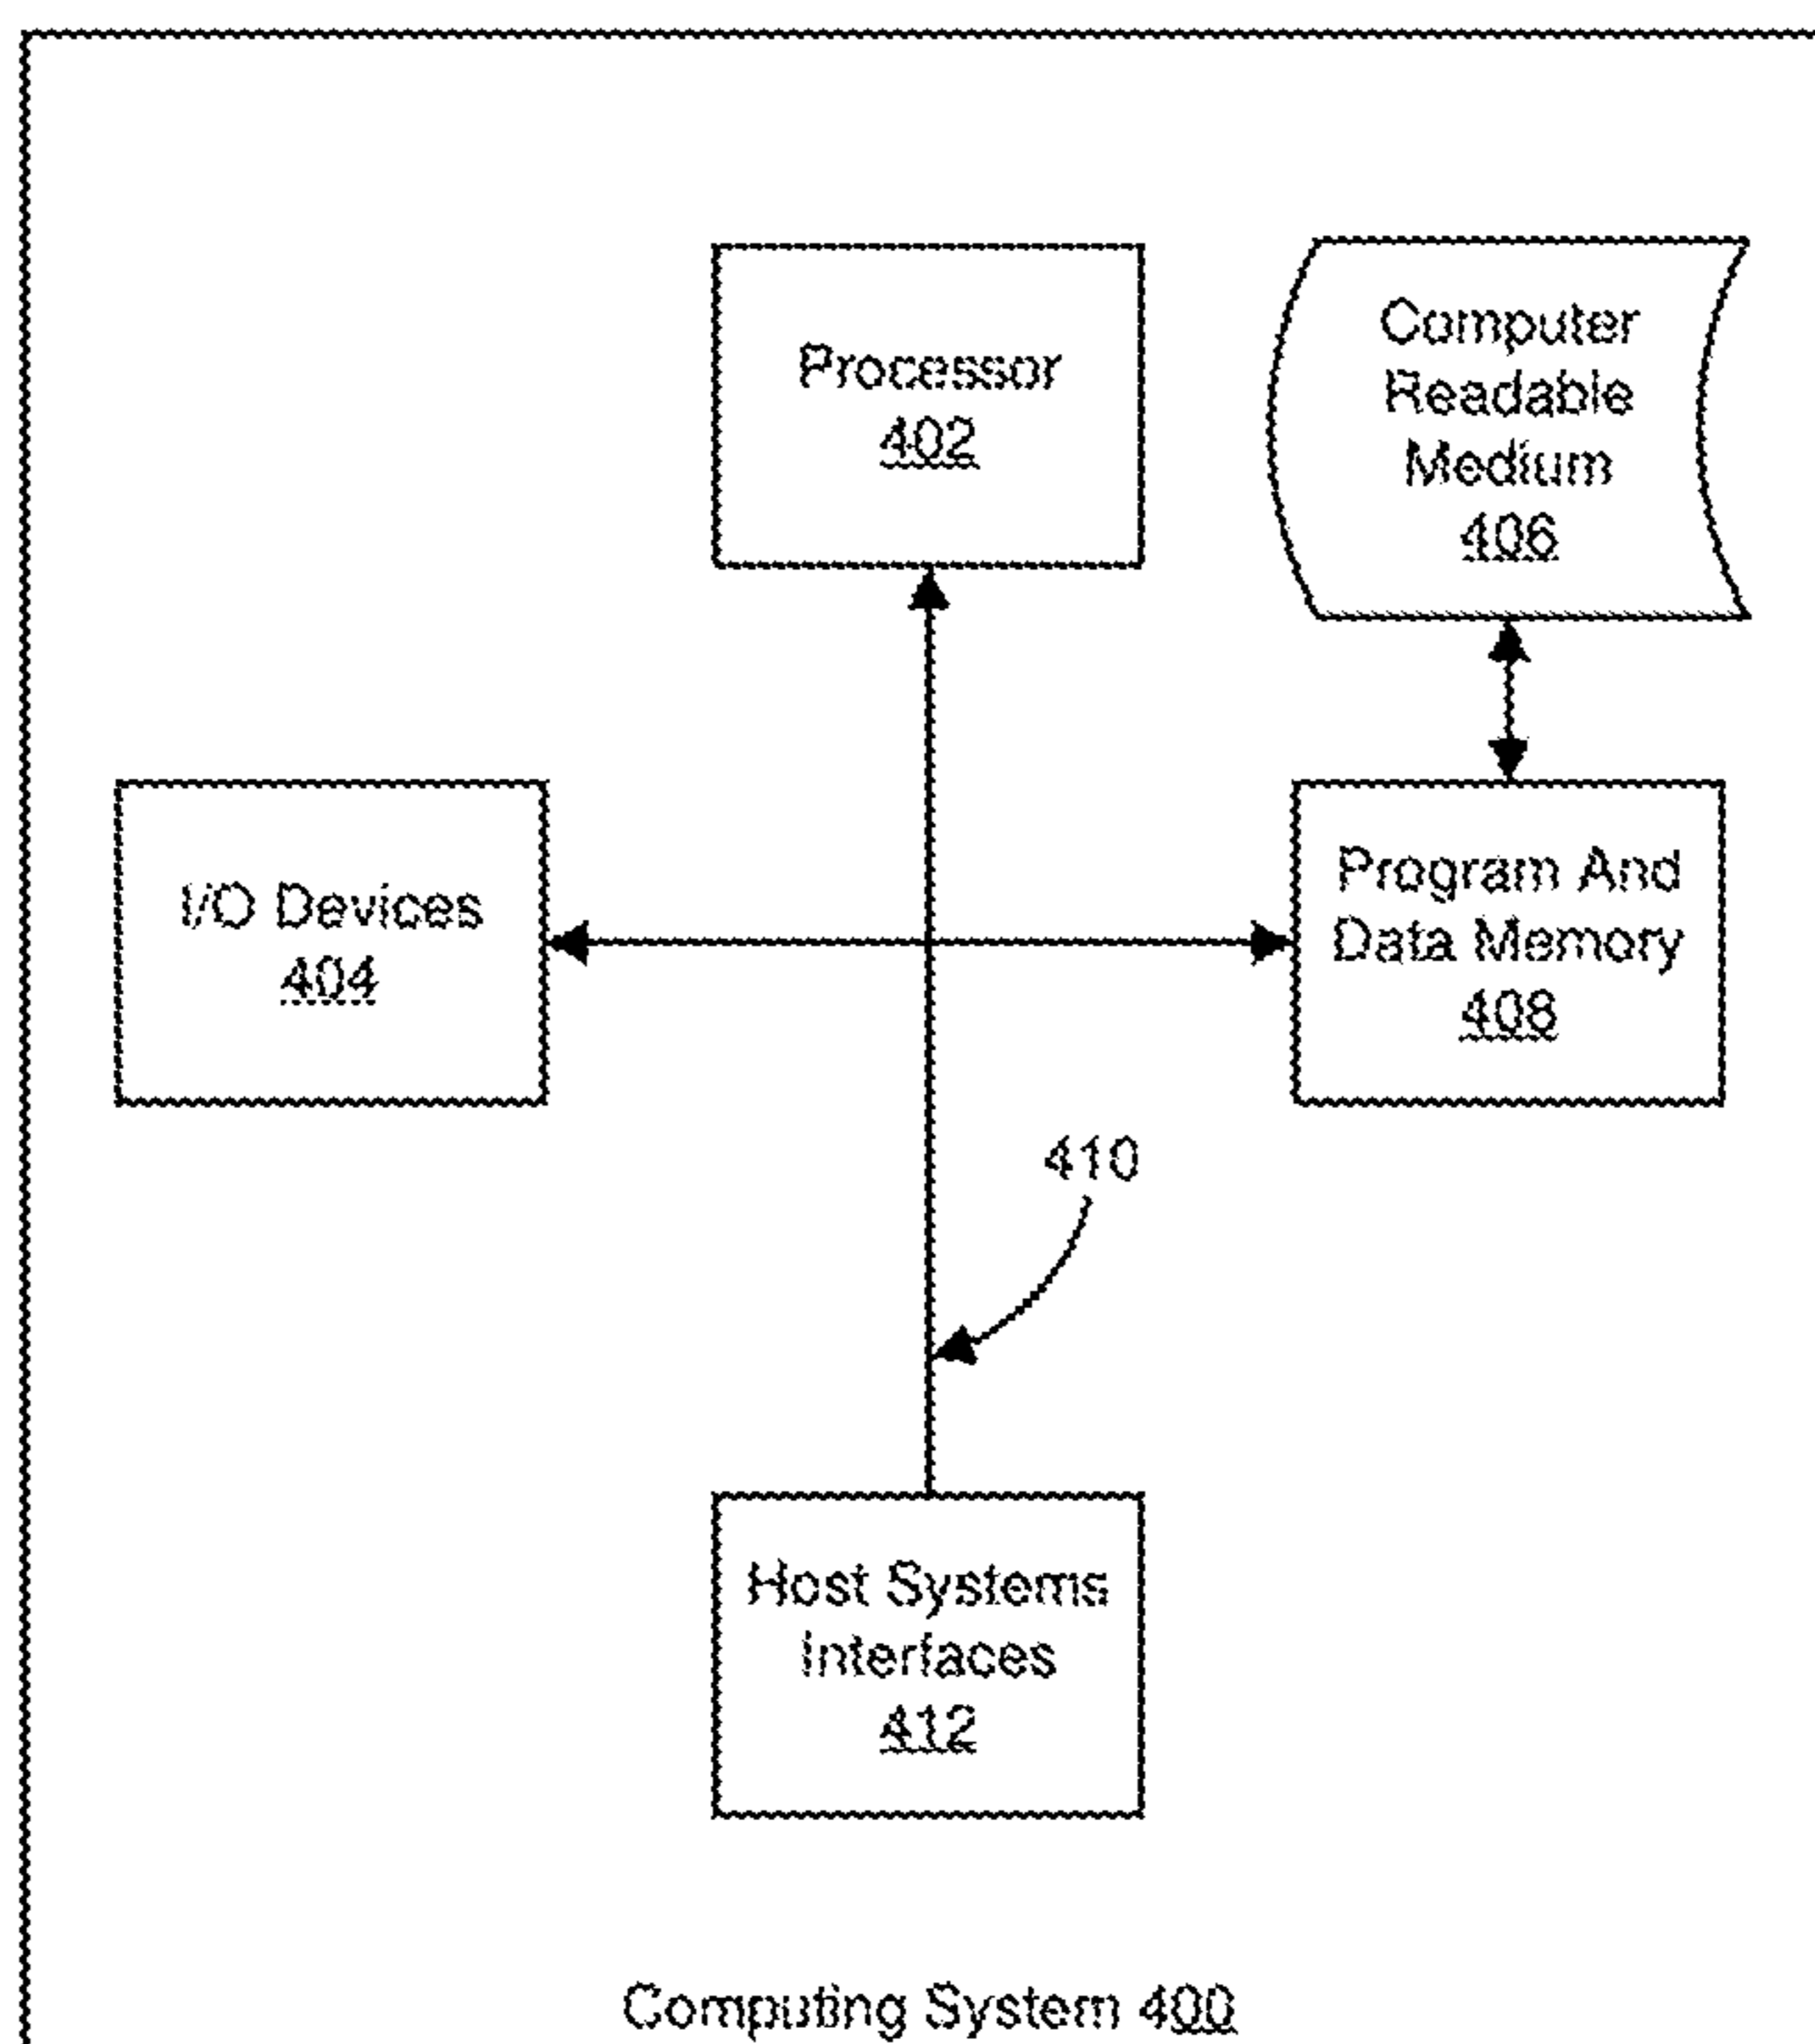 Processor
402
Computer
Readable
Medium
406
I/O Devices
404
Program And
Data Memory
408
410
Host Systems
Interfaces
412
Computing System 400